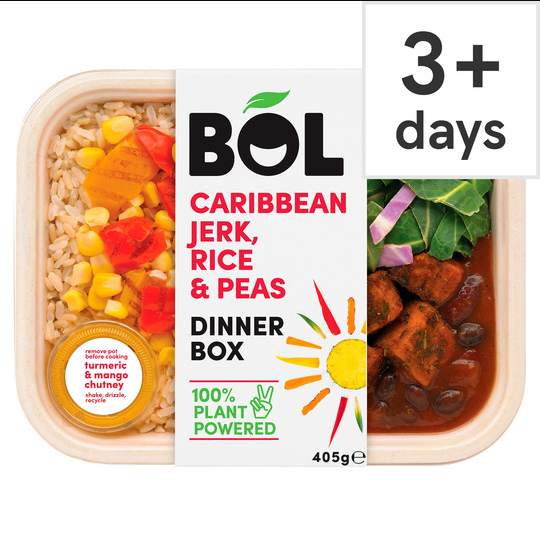 3+
days
BOL
CARIBBEAN
JERK,
RICE
& PEAS
DINNER
BOX
100%
PLANT
POWERED
405g℮
remove pot
before cooking
turmeric
& mango
chutney
shake, drizzle,
recycle